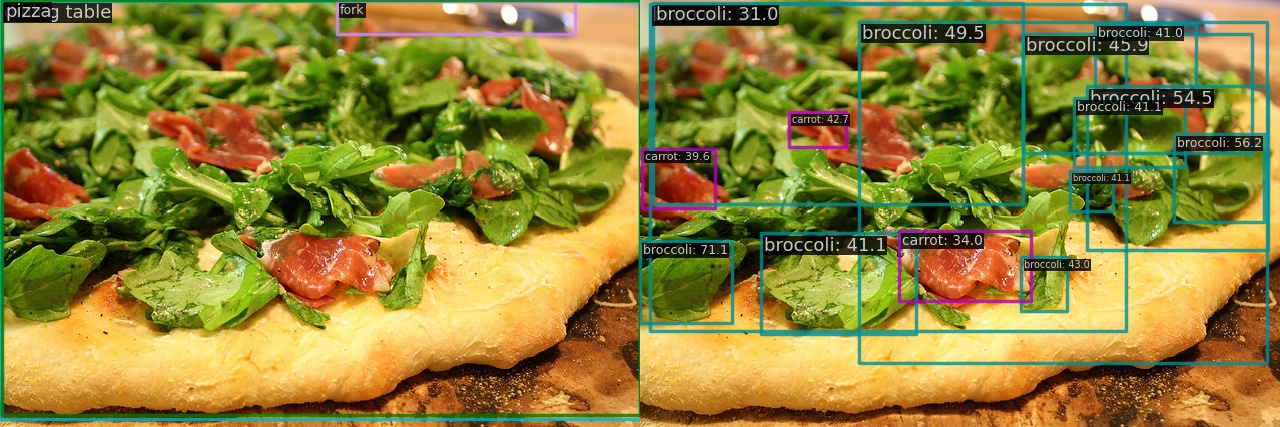 pizza
g table
fork
broccoli: 31.0
broccoli: 49.5
broccoli: 41.0
broccoli: 45.9
broccoli: 54.5
broccoli: 41.1
carrot: 42.7
broccoli: 56.2
carrot: 39.6
broccoli: 41.1
broccoli: 71.1
broccoli: 41.1
carrot: 34.0
broccoli: 43.0